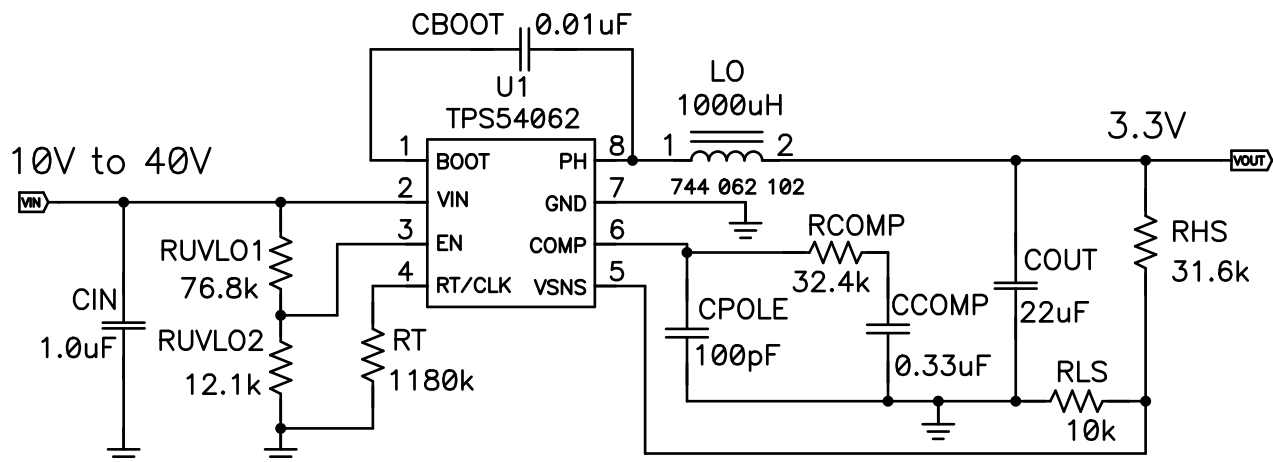 CBOOT 0.01uF
U1
TPS54062
LO
1000uH
3.3V
10V to 40V
1 BOOT PH 8
1 2
VOUT
744 062 102
VIN
2 VIN GND 7
3 EN COMP 6
4 RT/CLK VSNS 5
RUVLO1
76.8k
RCOMP
32.4k
RHS
31.6k
COUT
22uF
CIN
1.0uF
RUVLO2
12.1k
RT
1180k
CPOLE
100pF
CCOMP
0.33uF
RLS
10k